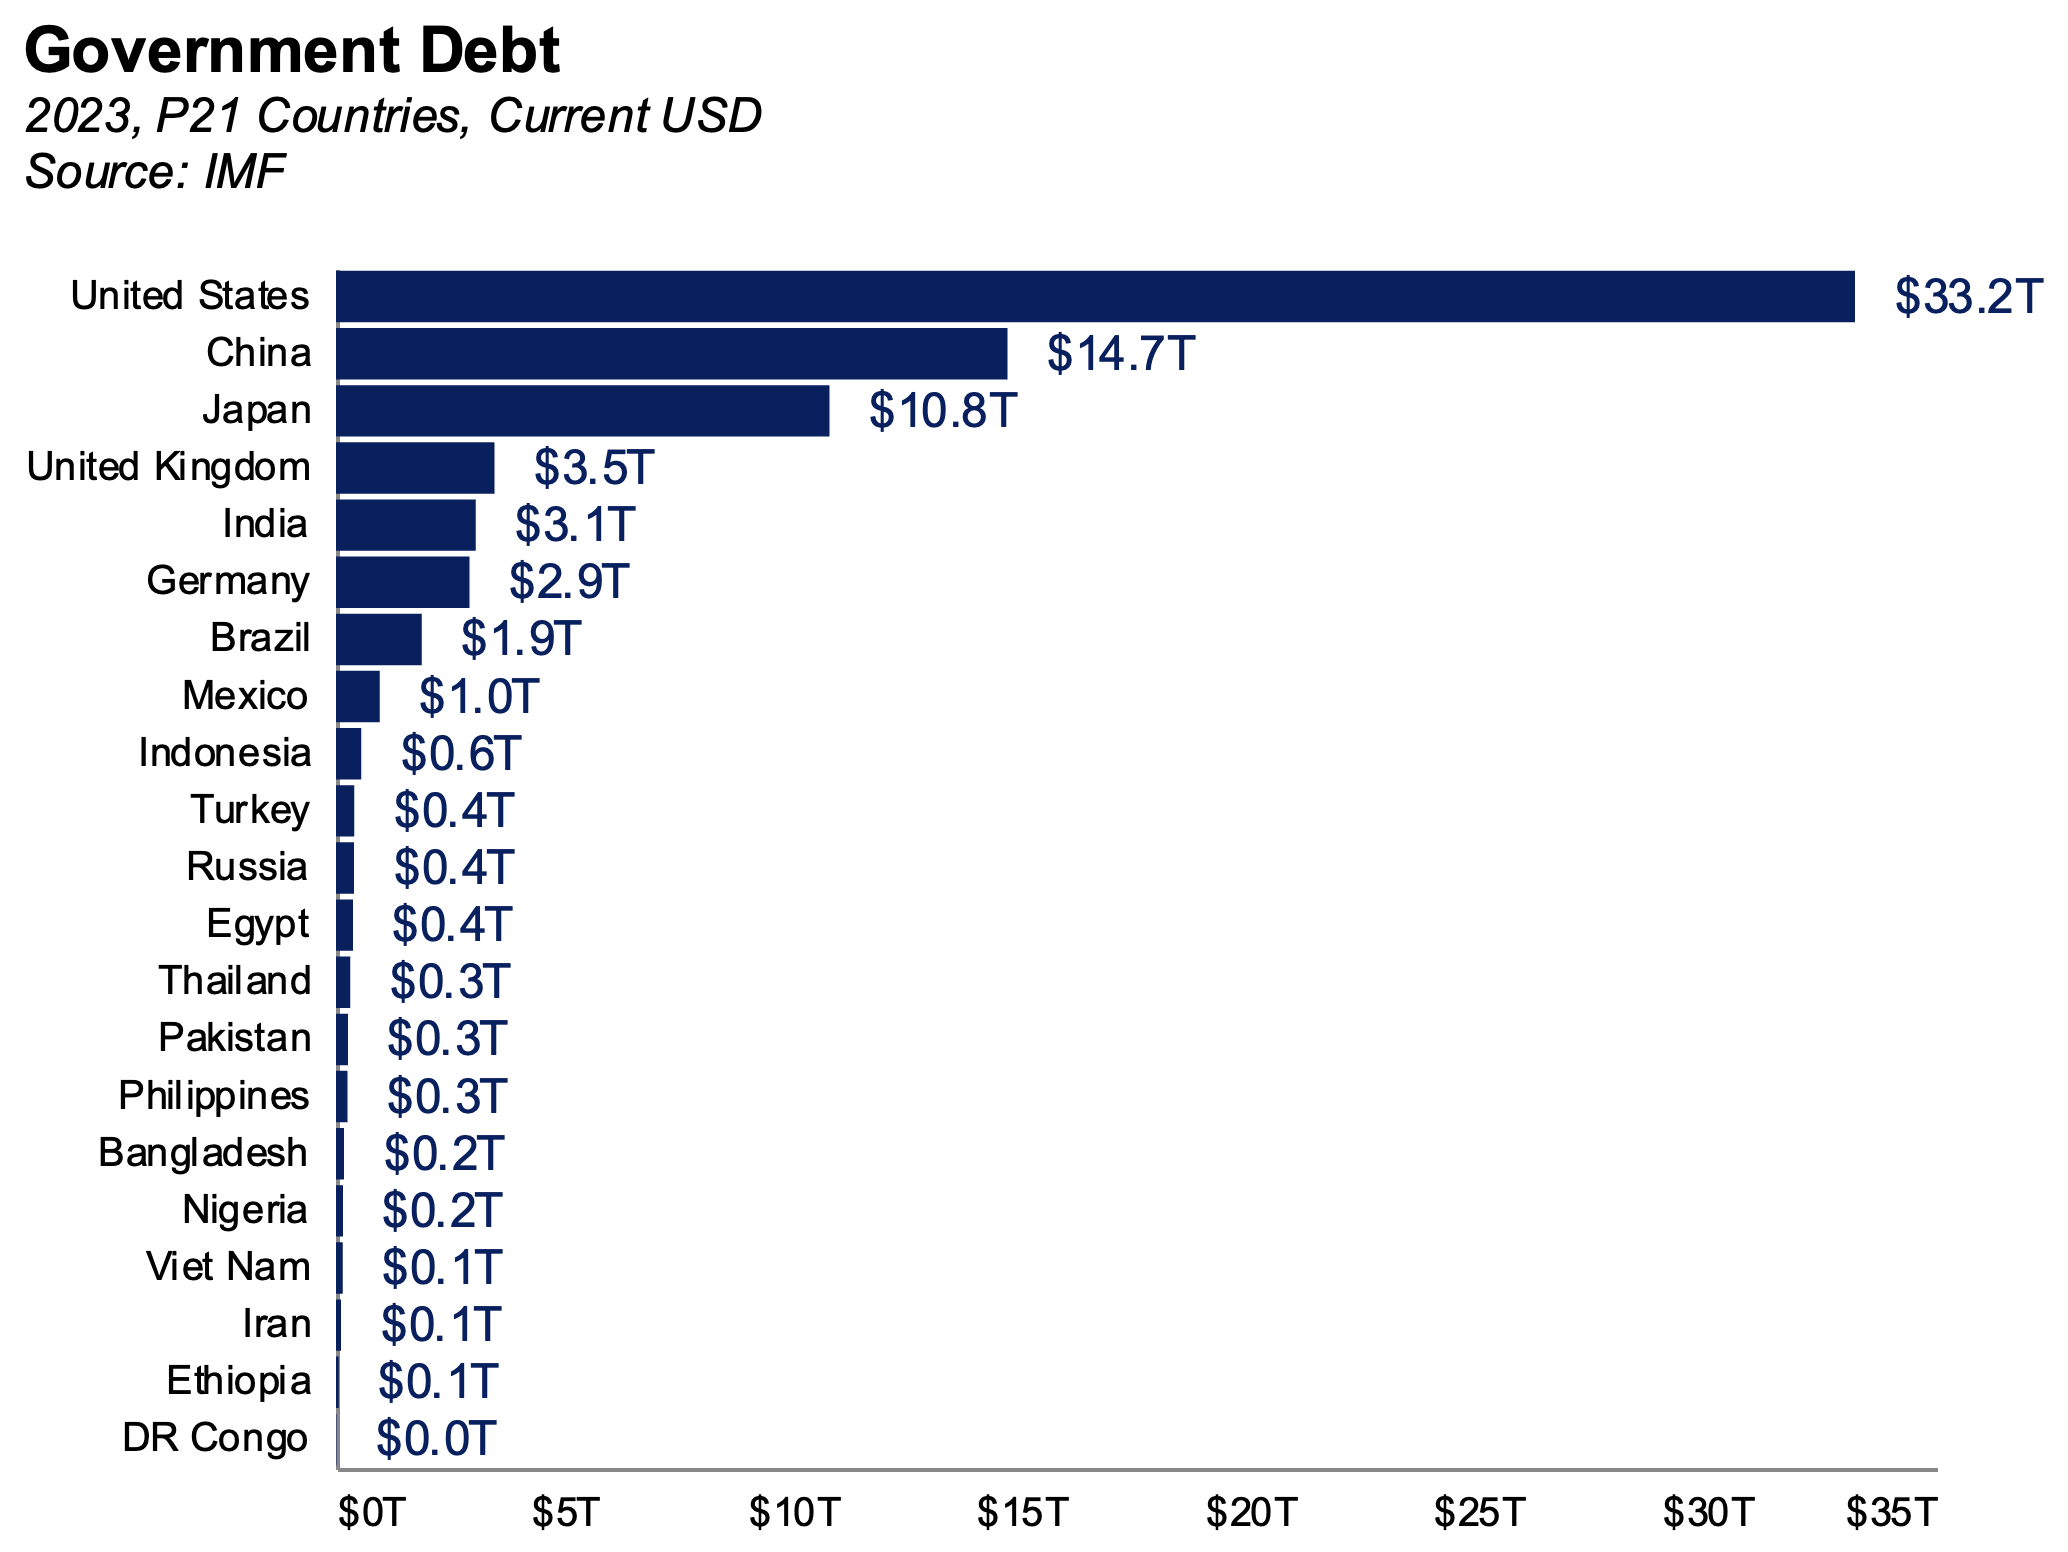 Government Debt
2023, P21 Countries, Current USD
Source: IMF
United States $33.2T
China $14.7T
Japan $10.8T
United Kingdom $3.5T
India $3.1T
Germany $2.9T
Brazil $1.9T
Mexico $1.0T
Indonesia $0.6T
Turkey $0.4T
Russia $0.4T
Egypt $0.4T
Thailand $0.3T
Pakistan $0.3T
Philippines $0.3T
Bangladesh $0.2T
Nigeria $0.2T
Viet Nam $0.1T
Iran $0.1T
Ethiopia $0.1T
DR Congo $0.0T
$0T $5T $10T $15T $20T $25T $30T $35T